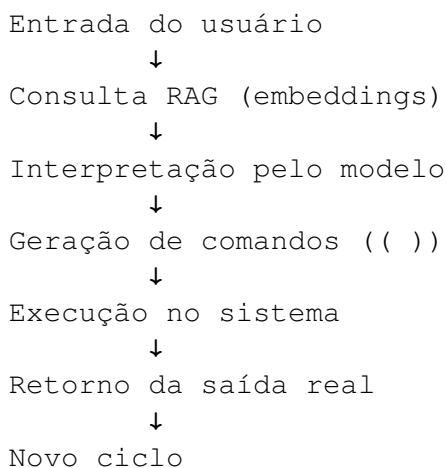 Entrada do usuário
↓
Consulta RAG (embeddings)
↓
Interpretação pelo modelo
↓
Geração de comandos (( ))
↓
Execução no sistema
↓
Retorno da saída real
↓
Novo ciclo